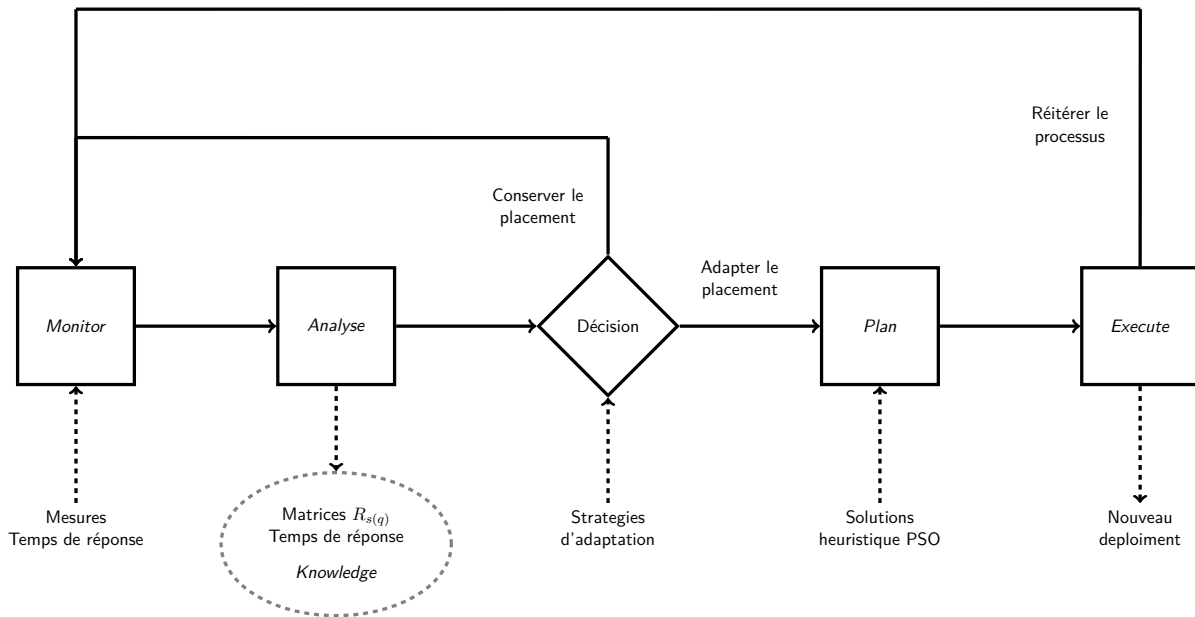 Réitérer le
processus
Conserver le
placement
Adapter le
placement
Monitor
Analyse
Décision
Plan
Execute
Mesures
Temps de réponse
Matrices $R_{s(q)}$
Temps de réponse
Knowledge
Strategies
d'adaptation
Solutions
heuristique PSO
Nouveau
deploiment